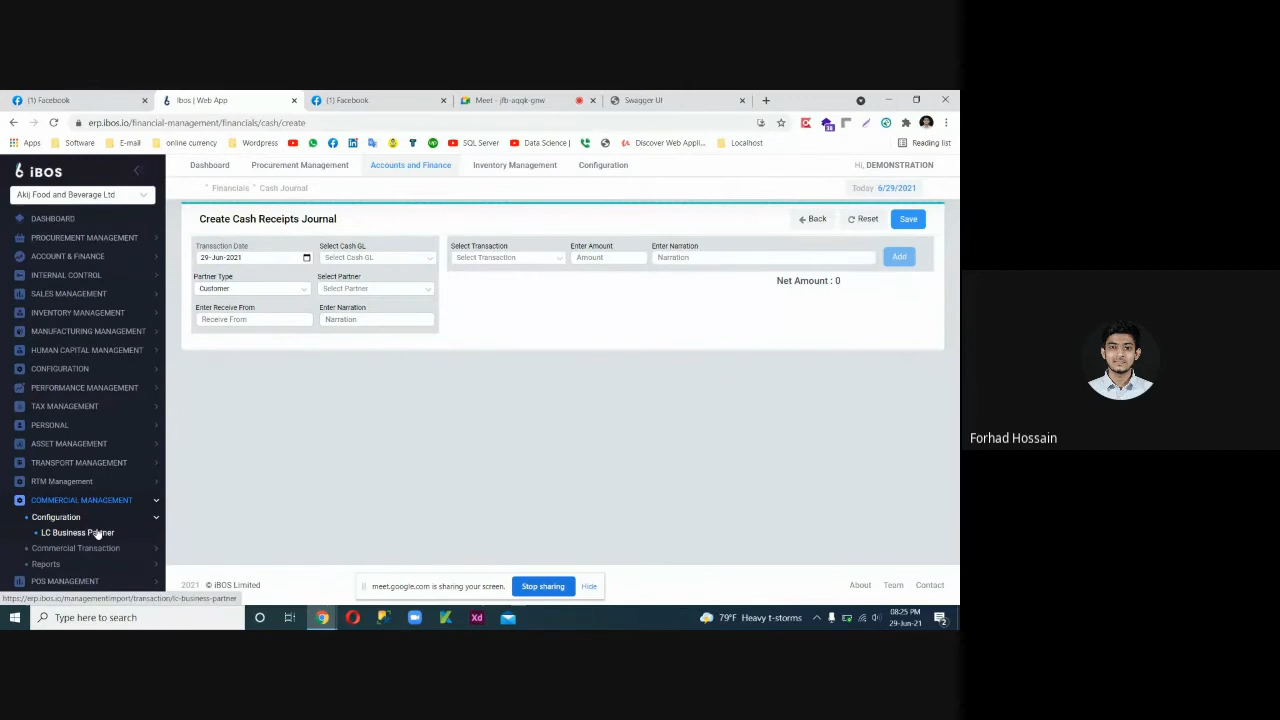 (1) Facebook
Ibos | Web App
(1) Facebook
Meet - jfb-aqqk-gnw
Swagger UI
erp.ibos.io/financial-management/financials/cash/create
Apps
Software
E-mail
online currency
Wordpress
SQL Server
Data Science |
Discover Web Appli...
Localhost
Reading list
iBOS
Dashboard
Procurement Management
Accounts and Finance
Inventory Management
Configuration
Hi, DEMONSTRATION
Akij Food and Beverage Ltd
Financials
Cash Journal
Today 6/29/2021
DASHBOARD
PROCUREMENT MANAGEMENT
ACCOUNT & FINANCE
INTERNAL CONTROL
SALES MANAGEMENT
INVENTORY MANAGEMENT
MANUFACTURING MANAGEMENT
HUMAN CAPITAL MANAGEMENT
CONFIGURATION
PERFORMANCE MANAGEMENT
TAX MANAGEMENT
PERSONAL
ASSET MANAGEMENT
TRANSPORT MANAGEMENT
RTM Management
COMMERCIAL MANAGEMENT
Configuration
LC Business Partner
Commercial Transaction
Reports
POS MANAGEMENT
Create Cash Receipts Journal
Back
Reset
Save
Transaction Date
29-Jun-2021
Select Cash GL
Select Cash GL
Partner Type
Customer
Select Partner
Select Partner
Enter Receive From
Receive From
Enter Narration
Narration
Select Transaction
Select Transaction
Enter Amount
Amount
Enter Narration
Narration
Add
Net Amount : 0
Forhad Hossain
2021 © iBOS Limited
meet.google.com is sharing your screen.
Stop sharing
Hide
About
Team
Contact
https://erp.ibos.io/managementimport/transaction/lc-business-partner
Type here to search
Xd
79°F Heavy t-storms
08:25 PM
29-Jun-21
2